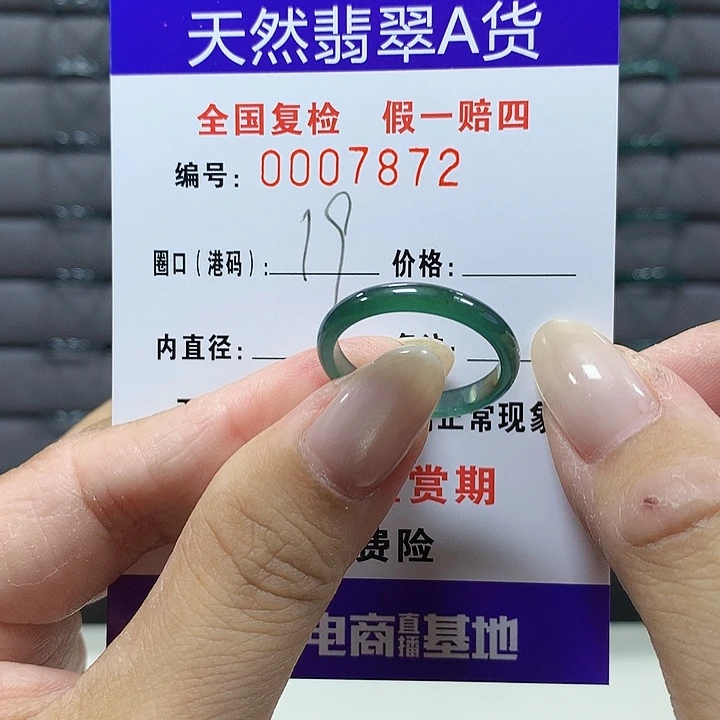 天然翡翠A货
全国复检 假一赔四
编号: 0007872
圈口(港码): 19 价格:
内直径:
正常现象
赏期
费险
电商直播基地